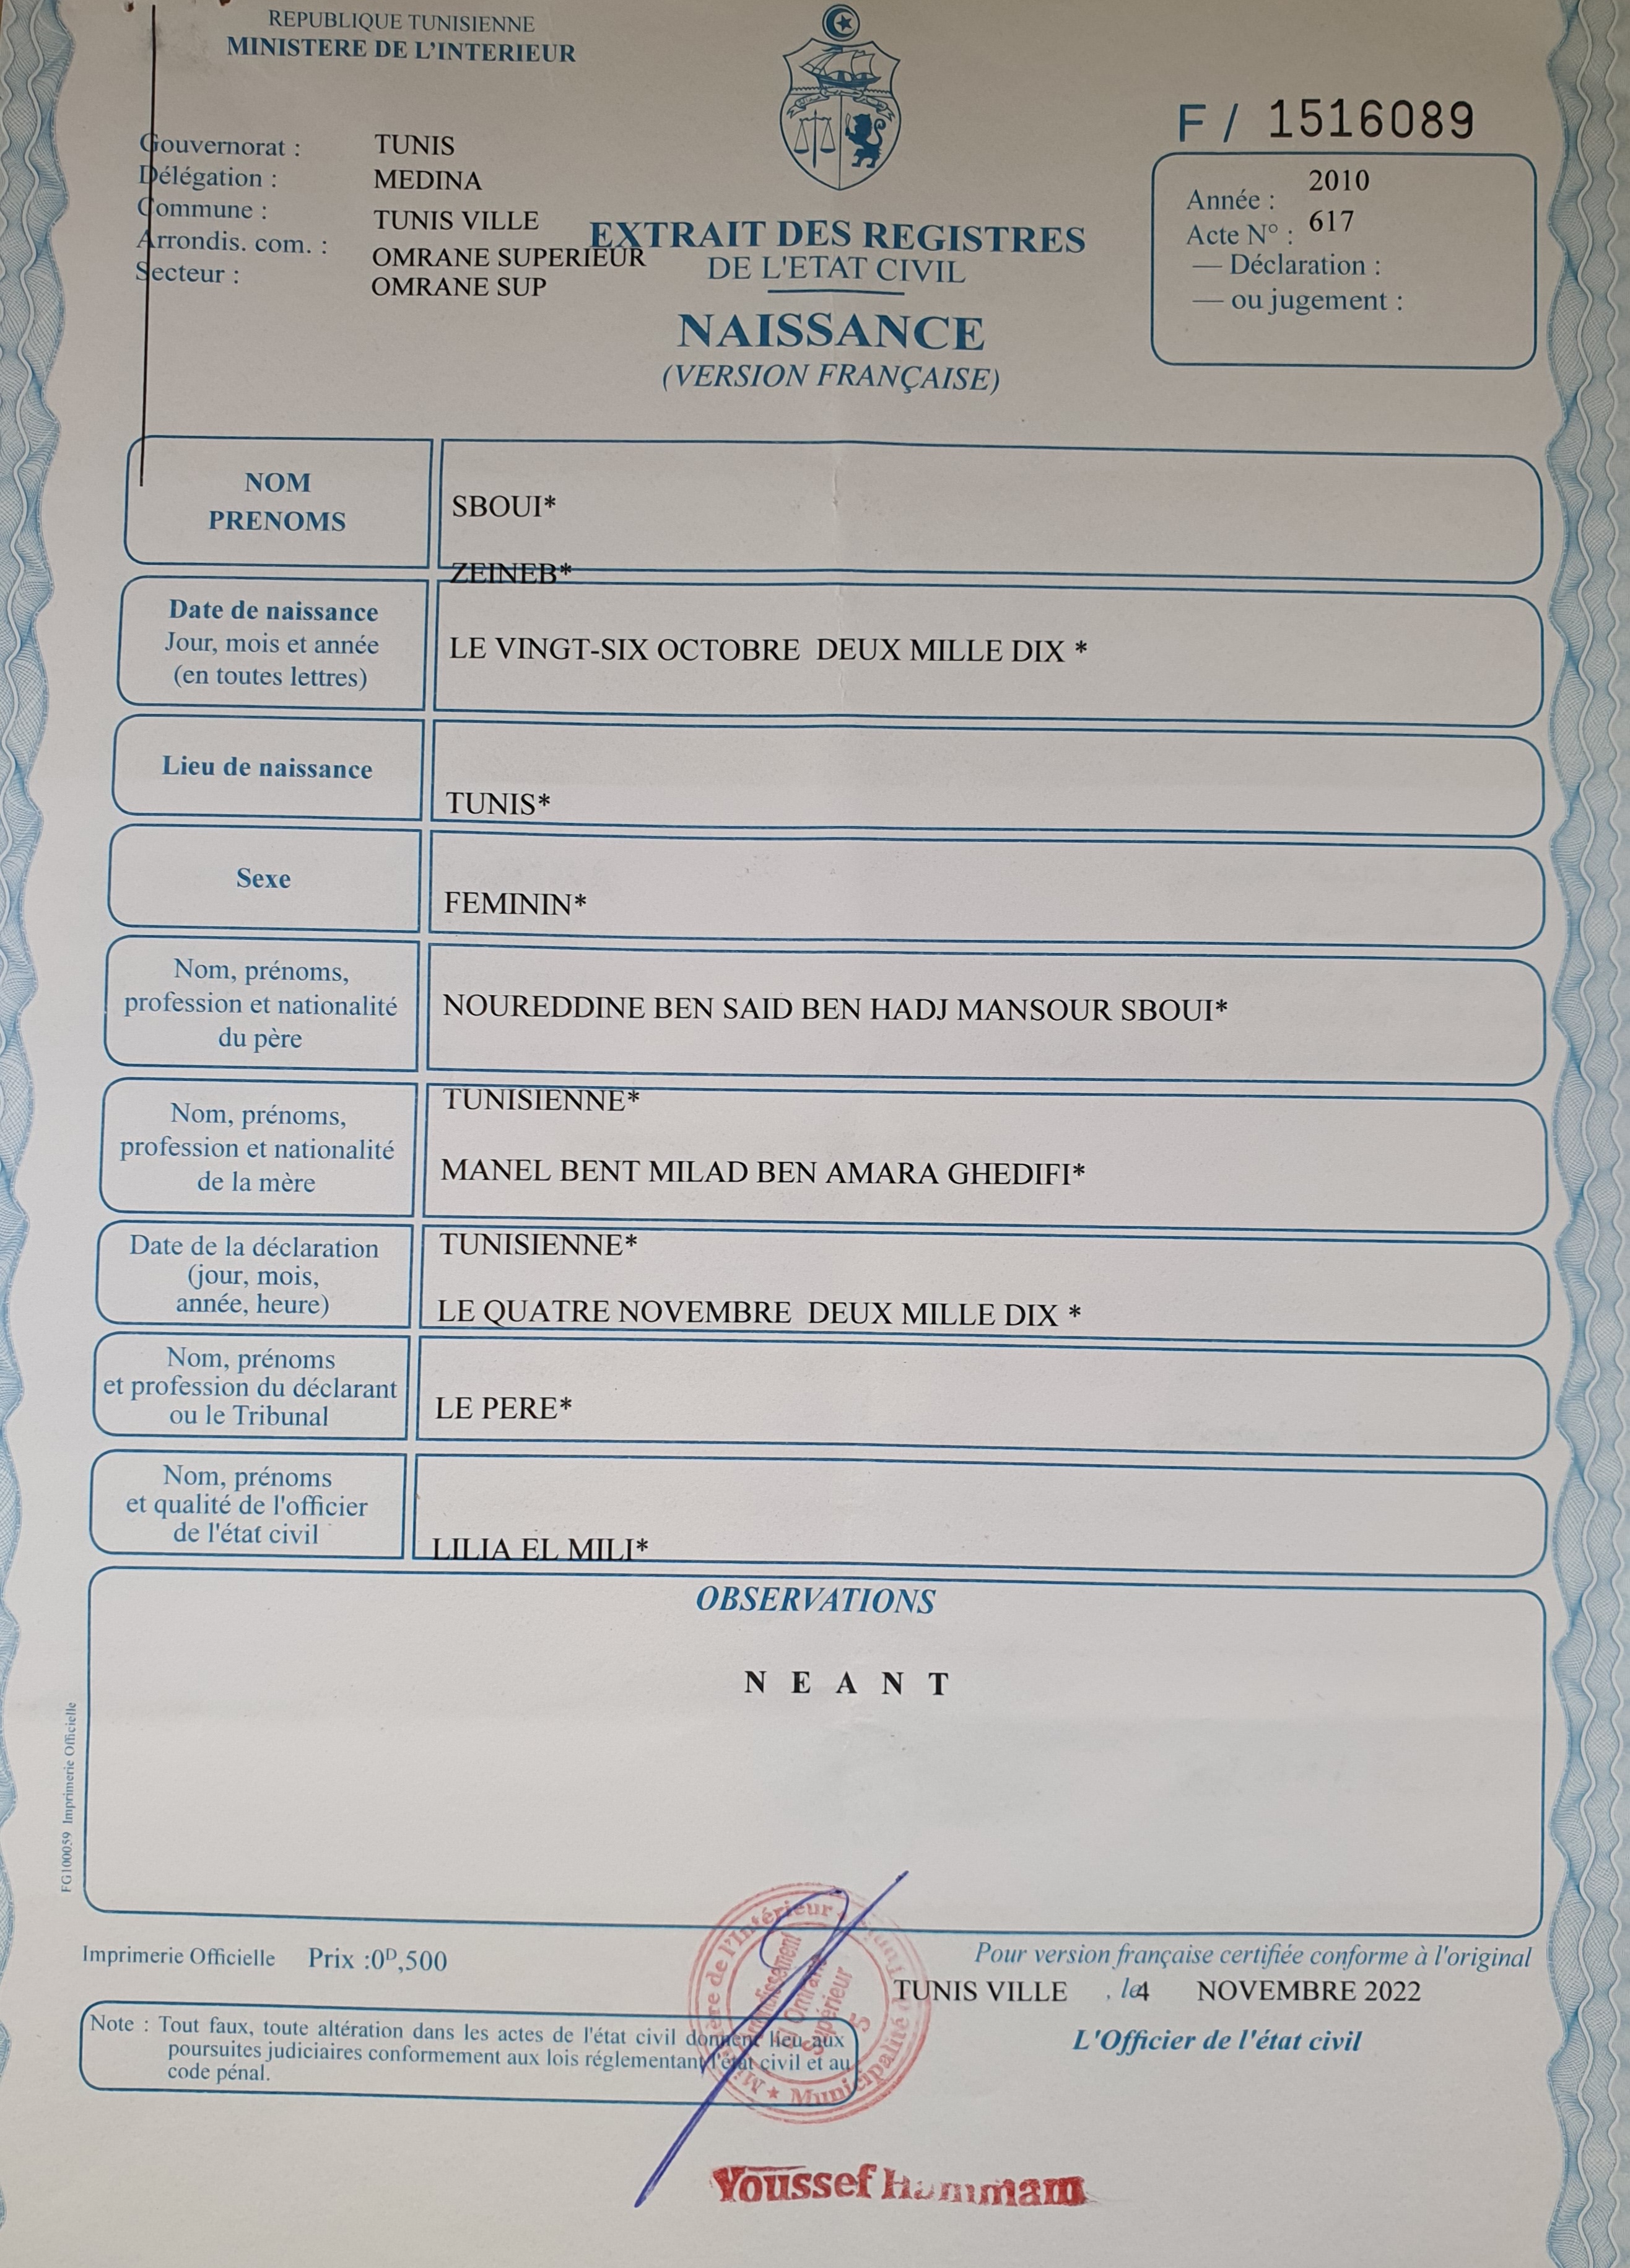 REPUBLIQUE TUNISIENNE
MINISTERE DE L'INTERIEUR
F / 1516089
Gouvernorat : TUNIS
Délégation : MEDINA
Commune : TUNIS VILLE
Arrondis. com. : OMRANE SUPERIEUR
Secteur : OMRANE SUP
EXTRAIT DES REGISTRES
DE L'ETAT CIVIL
NAISSANCE
(VERSION FRANÇAISE)
Année : 2010
Acte N° : 617
— Déclaration :
— ou jugement :
NOM
PRENOMS
SBOUI*
ZEINEB*
Date de naissance
Jour, mois et année
(en toutes lettres)
LE VINGT-SIX OCTOBRE DEUX MILLE DIX *
Lieu de naissance
TUNIS*
Sexe
FEMININ*
Nom, prénoms,
profession et nationalité
du père
NOUREDDINE BEN SAID BEN HADJ MANSOUR SBOUI*
TUNISIENNE*
Nom, prénoms,
profession et nationalité
de la mère
MANEL BENT MILAD BEN AMARA GHEDIFI*
TUNISIENNE*
Date de la déclaration
(jour, mois,
année, heure)
LE QUATRE NOVEMBRE DEUX MILLE DIX *
Nom, prénoms
et profession du déclarant
ou le Tribunal
LE PERE*
Nom, prénoms
et qualité de l'officier
de l'état civil
LILIA EL MILI*
OBSERVATIONS
N E A N T
FG100059 Imprimerie Officielle
Imprimerie Officielle Prix :0D,500
Pour version française certifiée conforme à l'original
TUNIS VILLE , le 4 NOVEMBRE 2022
L'Officier de l'état civil
Note : Tout faux, toute altération dans les actes de l'état civil donnent lieu aux
poursuites judiciaires conformement aux lois réglementant l'état civil et au
code pénal.
de l'Intérieur
Arrondissement
El Omrane
Supérieur
5
Municipalité
Youssef Hammam